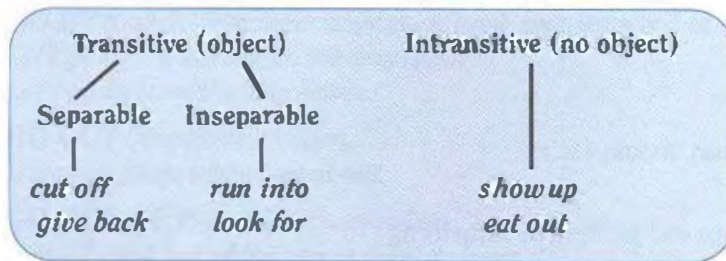 Transitive (object) Intransitive (no object)
Separable Inseparable
cut off run into show up
give back look for eat out